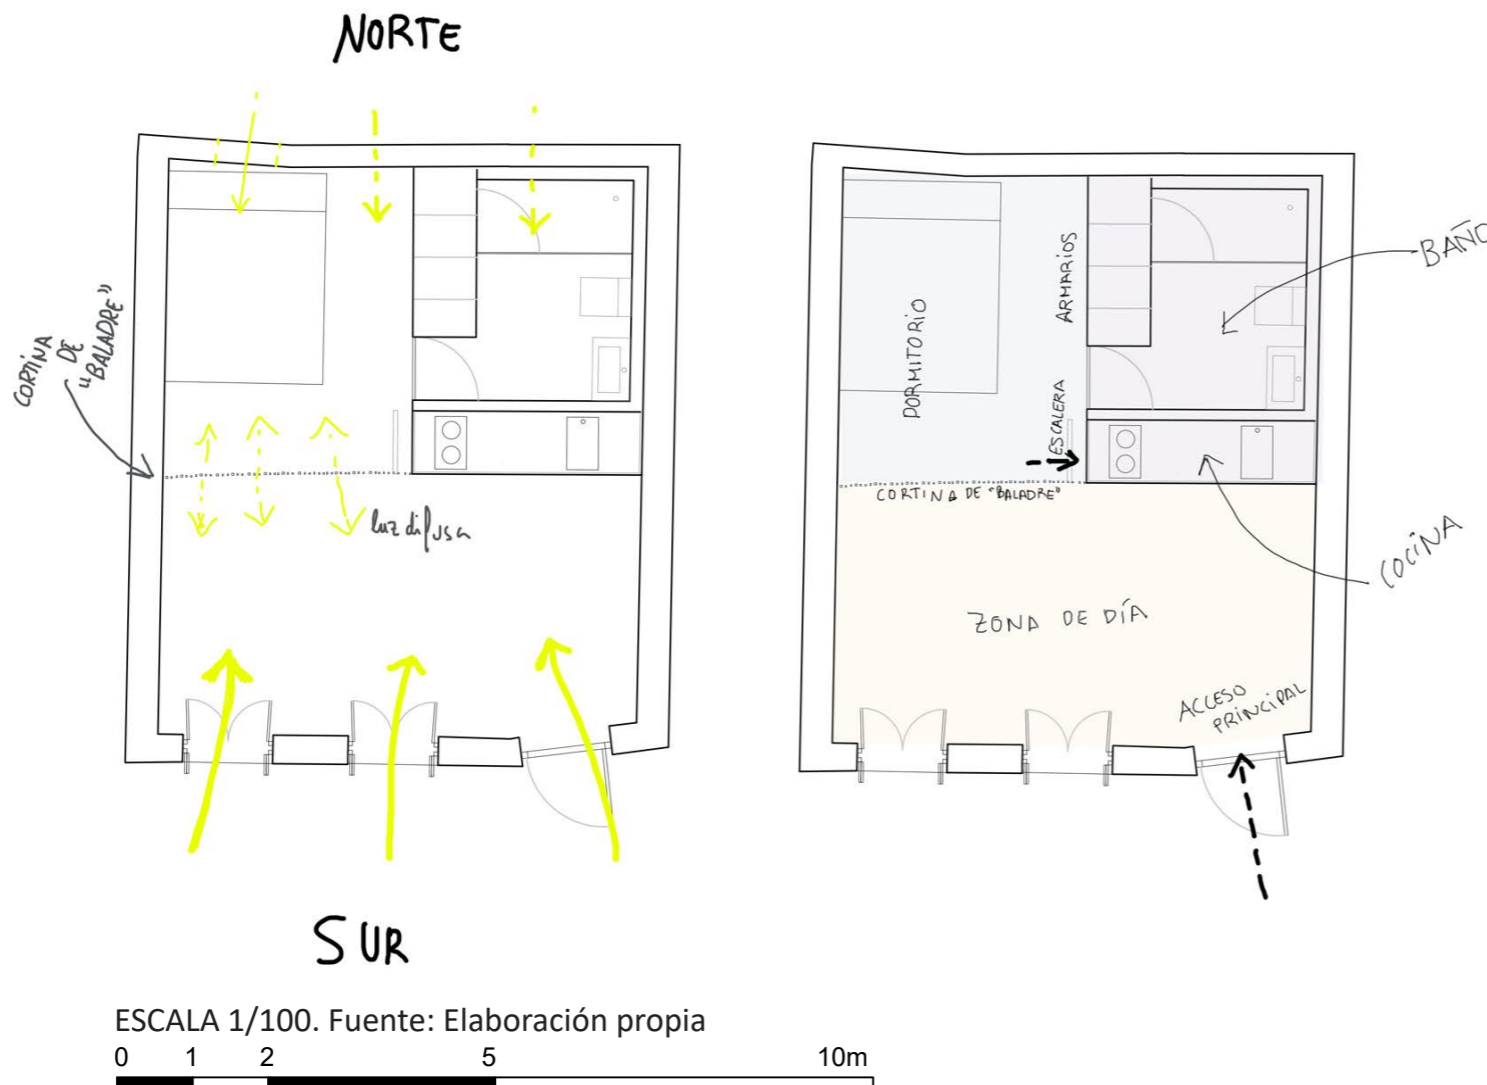 NORTE
CORTINA
DE
"BALADRE"
luz difusa
SUR
BAÑO
ARMARIOS
DORMITORIO
ESCALERA
CORTINA DE "BALADRE"
COCINA
ZONA DE DÍA
ACCESO
PRINCIPAL
ESCALA 1/100. Fuente: Elaboración propia
0 1 2 5 10m